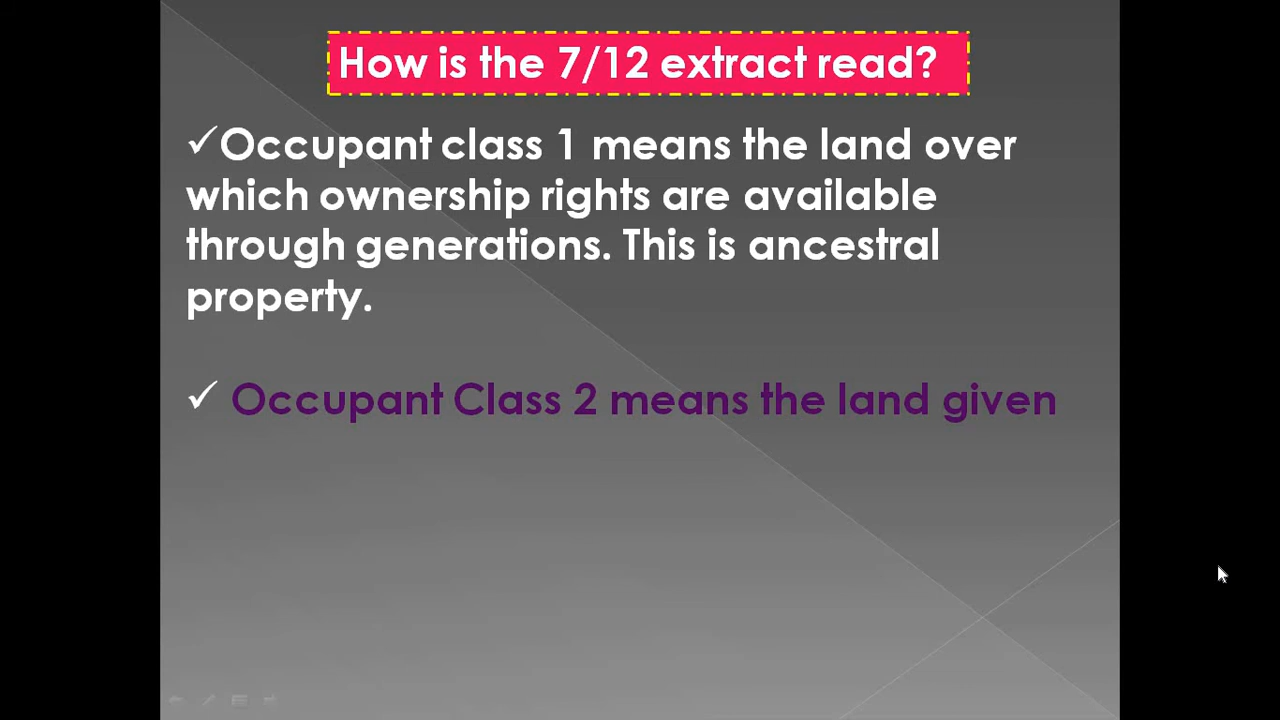 How is the 7/12 extract read?
✓Occupant class 1 means the land over
which ownership rights are available
through generations. This is ancestral
property.
✓ Occupant Class 2 means the land given